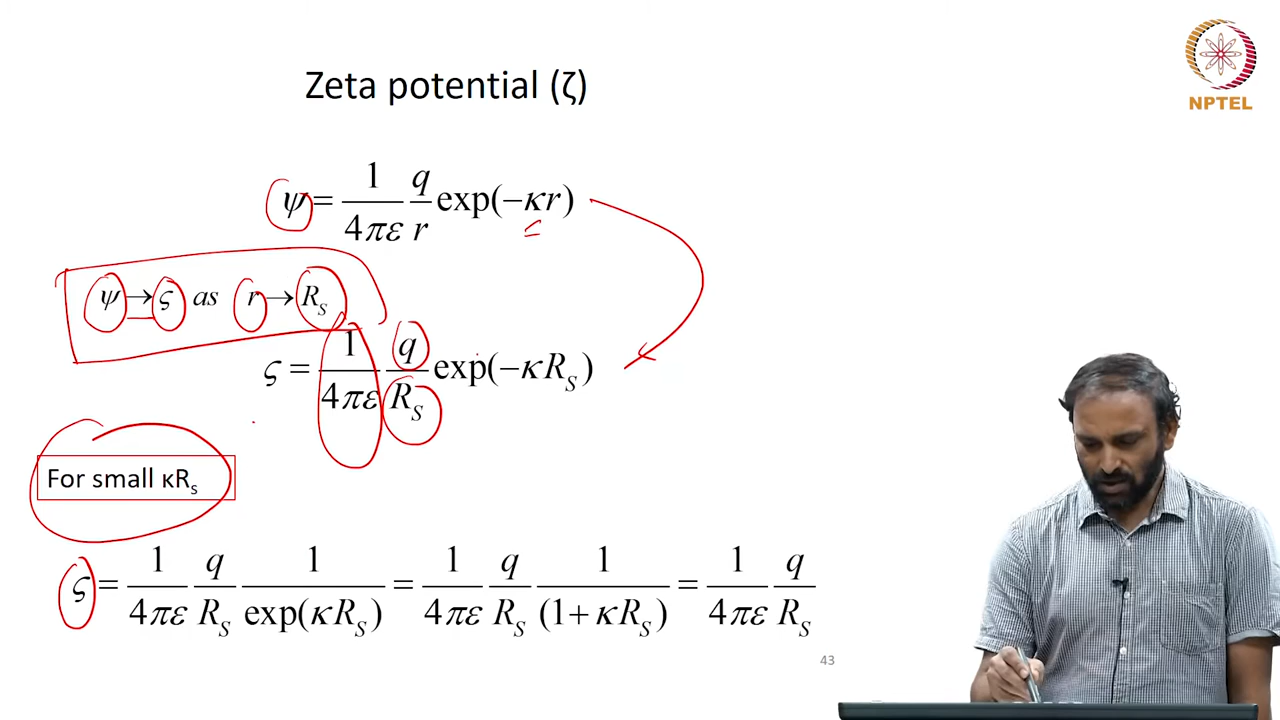 Zeta potential (ζ)
NPTEL
ψ = 1/4πε q/r exp(−κr)
ψ → ς as r → R_S
ς = 1/4πε q/R_S exp(−κR_S)
For small κR_s
ς = 1/4πε q/R_S 1/exp(κR_S) = 1/4πε q/R_S 1/(1+κR_S) = 1/4πε q/R_S
43